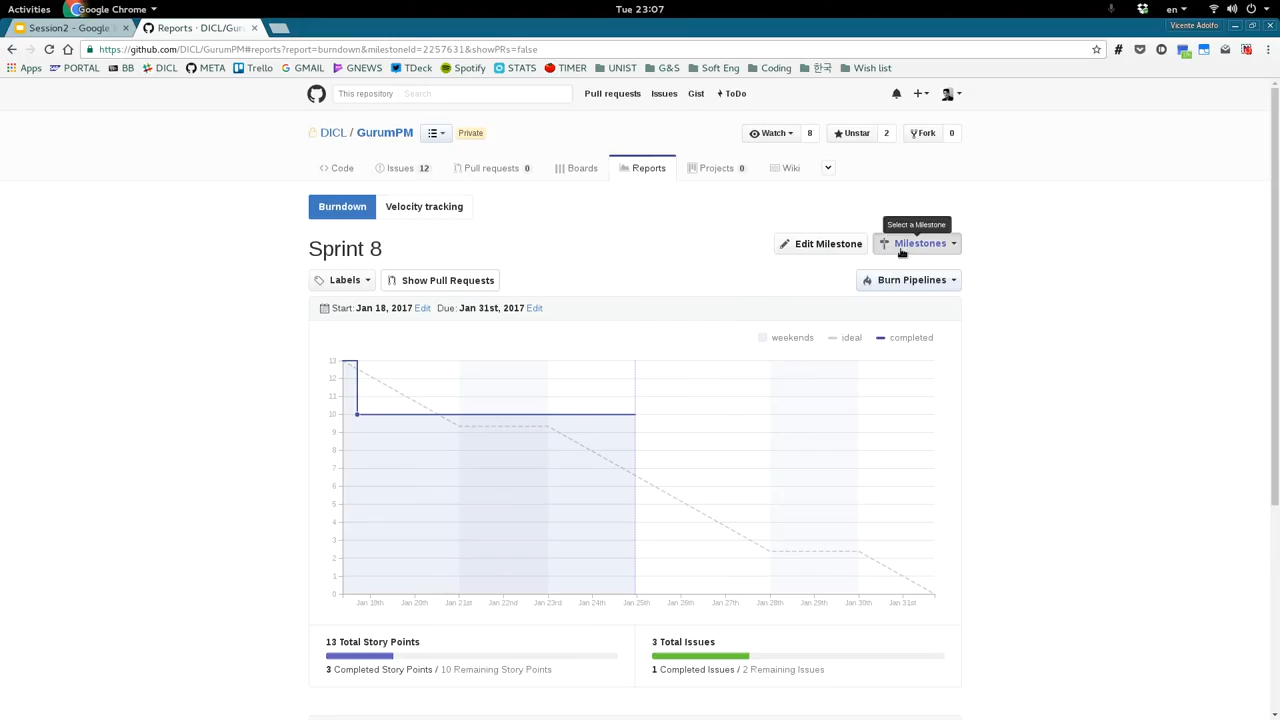 Activities Google Chrome Tue 23:07 en
Session2 - Google Reports · DICL/Gur Vicente Adolfo
https://github.com/DICL/GurumPM#reports?report=burndown&milestoneId=2257631&showPRs=false
Apps PORTAL BB DICL META Trello GMAIL GNEWS TDeck Spotify STATS TIMER UNIST G&S Soft Eng Coding 한국 Wish list
This repository Search Pull requests Issues Gist ToDo
DICL / GurumPM Private Watch 8 Unstar 2 Fork 0
Code Issues 12 Pull requests 0 Boards Reports Projects 0 Wiki
Burndown Velocity tracking
Select a Milestone
Sprint 8 Edit Milestone Milestones
Labels Show Pull Requests Burn Pipelines
Start: Jan 18, 2017 Edit Due: Jan 31st, 2017 Edit
weekends ideal completed
13
12
11
10
9
8
7
6
5
4
3
2
1
0
Jan 19th Jan 20th Jan 21st Jan 22nd Jan 23rd Jan 24th Jan 25th Jan 26th Jan 27th Jan 28th Jan 29th Jan 30th Jan 31st
13 Total Story Points 3 Total Issues
3 Completed Story Points / 10 Remaining Story Points 1 Completed Issues / 2 Remaining Issues